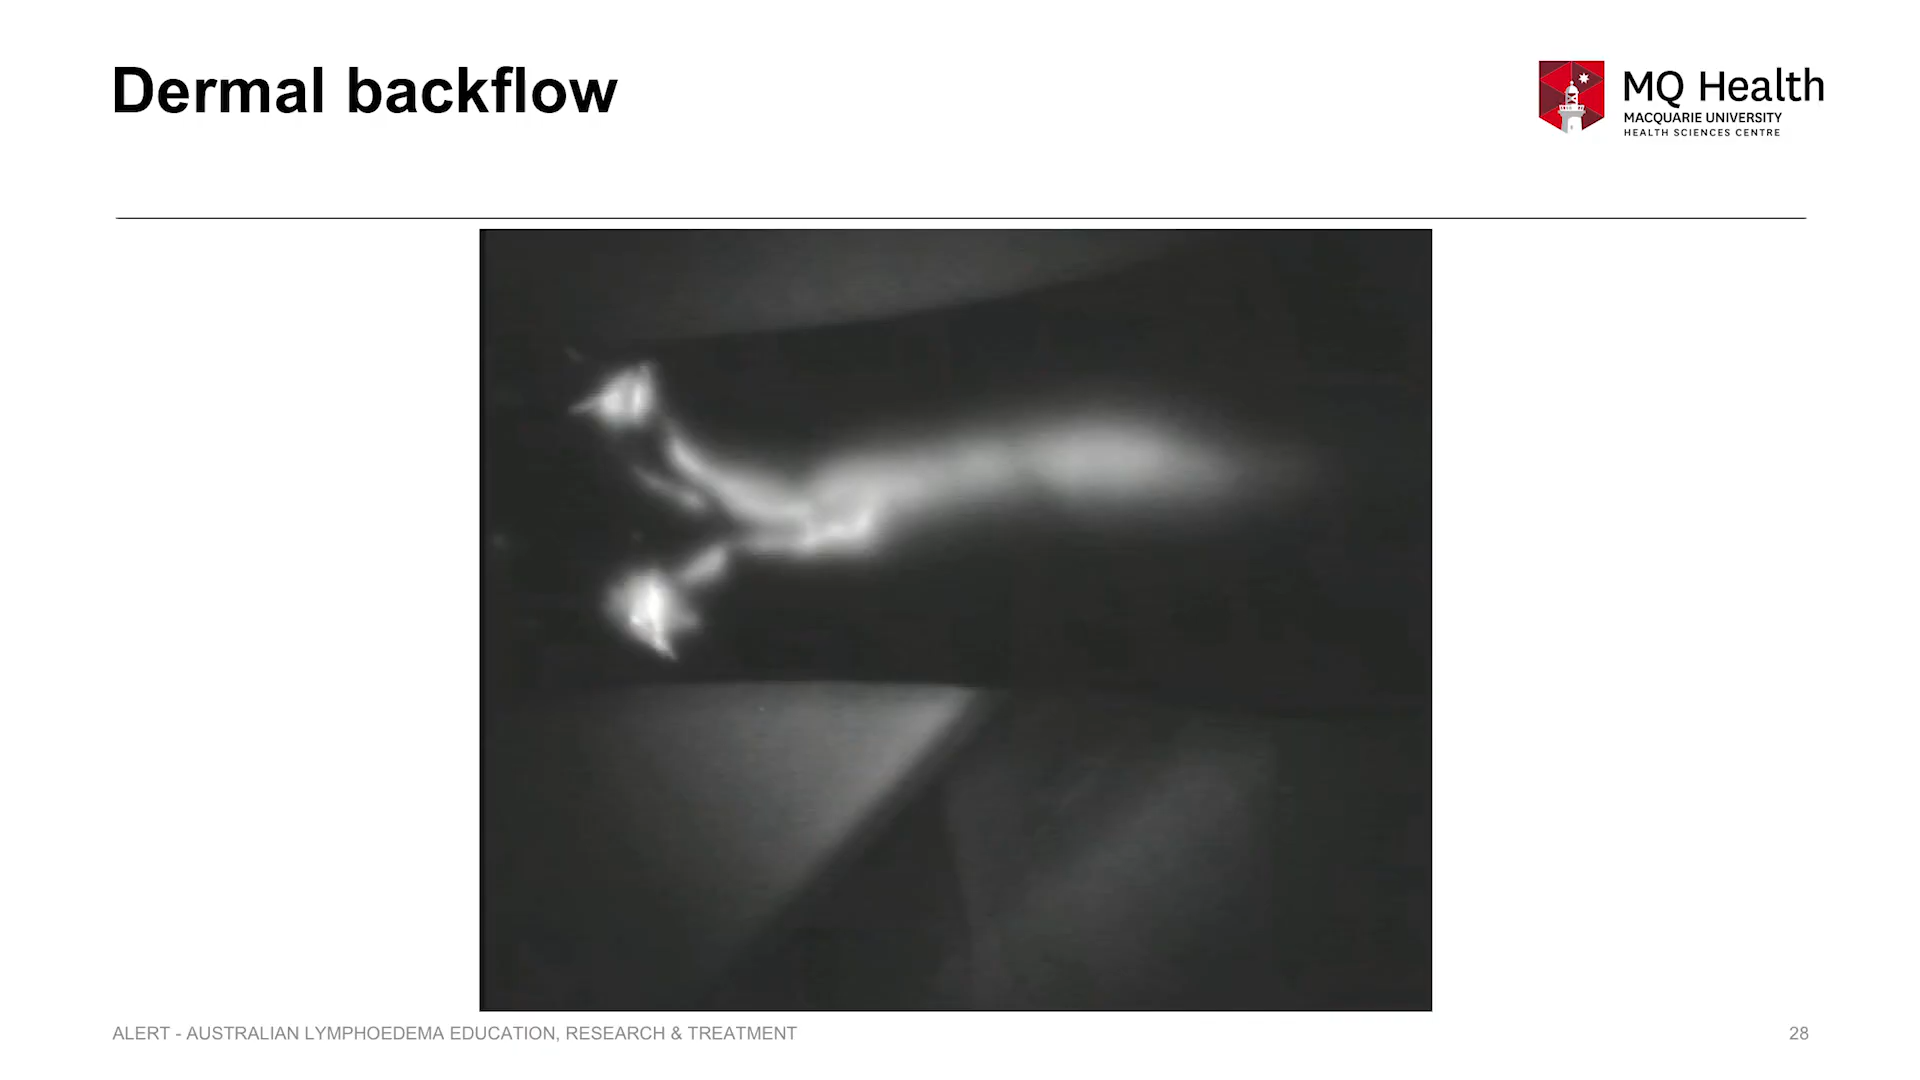 Dermal backflow
MQ Health
MACQUARIE UNIVERSITY
HEALTH SCIENCES CENTRE
ALERT - AUSTRALIAN LYMPHOEDEMA EDUCATION, RESEARCH & TREATMENT
28